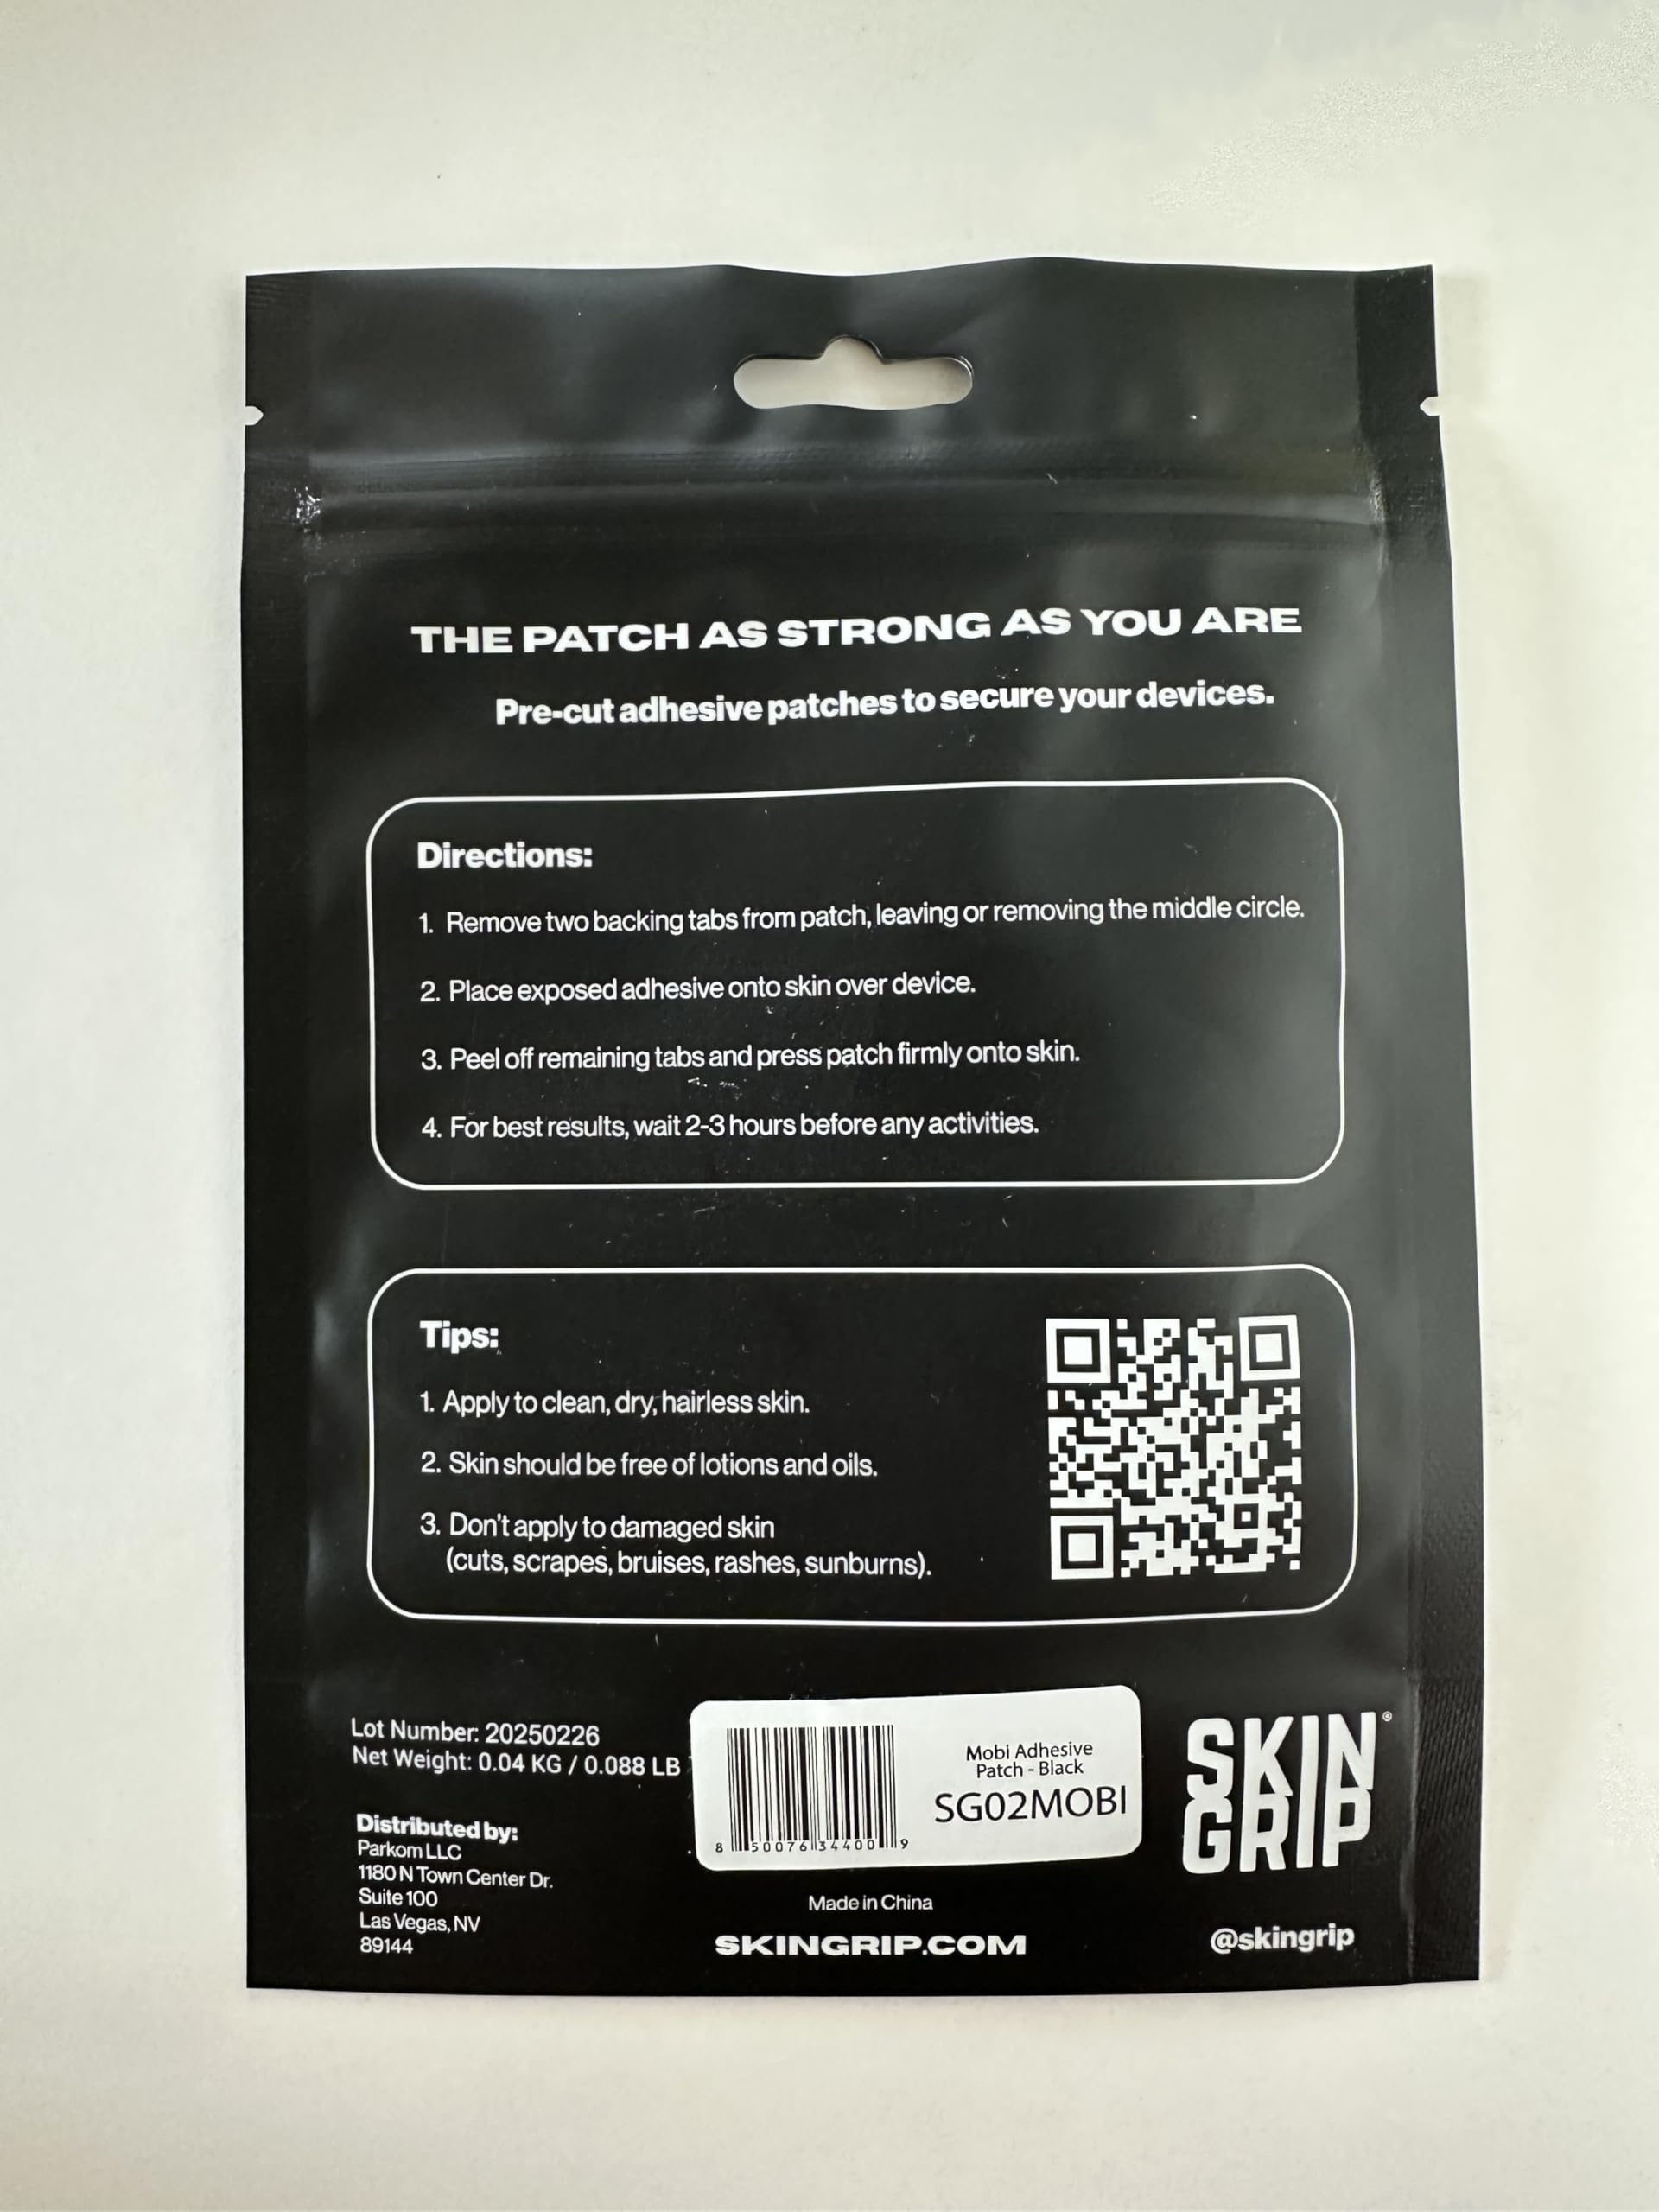 THE PATCH AS STRONG AS YOU ARE
Pre-cut adhesive patches to secure your devices.
Directions:
1. Remove two backing tabs from patch, leaving or removing the middle circle.
2. Place exposed adhesive onto skin over device.
3. Peel off remaining tabs and press patch firmly onto skin.
4. For best results, wait 2-3 hours before any activities.
Tips:
1. Apply to clean, dry, hairless skin.
2. Skin should be free of lotions and oils.
3. Don't apply to damaged skin
(cuts, scrapes, bruises, rashes, sunburns).
Lot Number: 20250226
Net Weight: 0.04 KG / 0.088 LB
Distributed by:
Parkom LLC
1180 N Town Center Dr.
Suite 100
Las Vegas, NV
89144
Mobi Adhesive
Patch - Black
SG02MOBI
8 50076 34400 9
Made in China
SKINGRIP.COM
SKIN®
GRIP
@skingrip